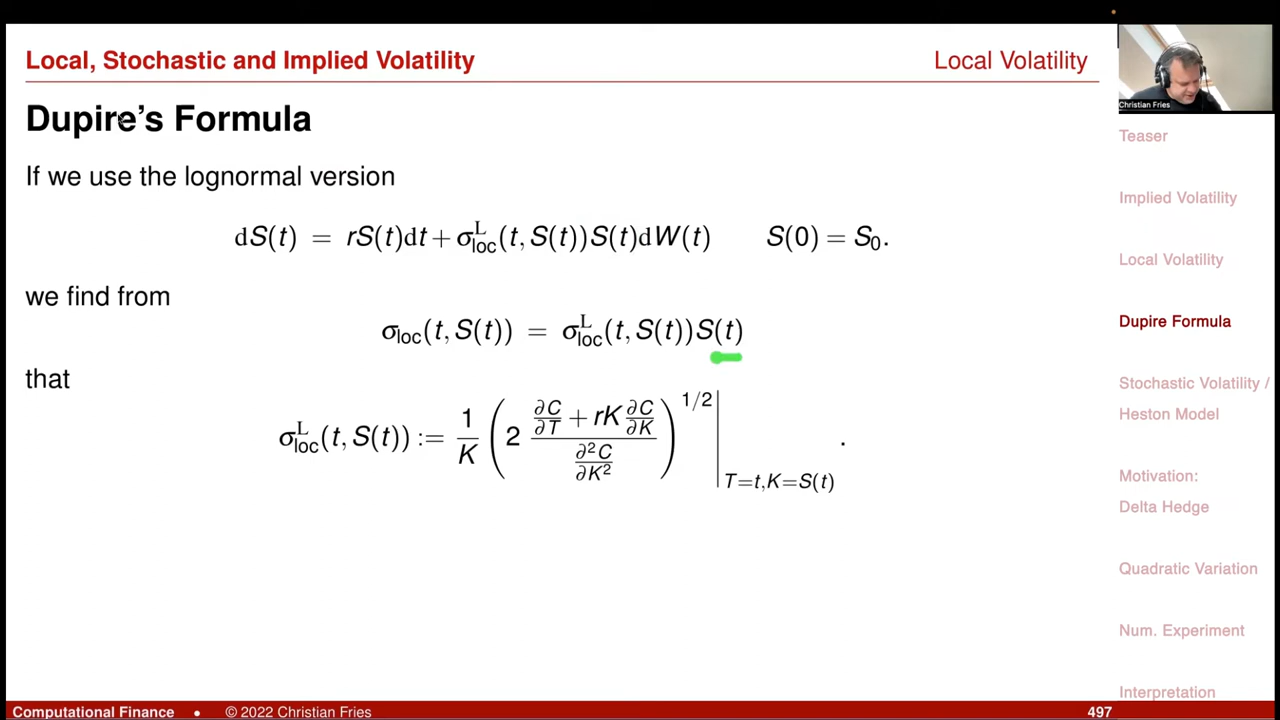 Local, Stochastic and Implied Volatility
Local Volatility
Dupire's Formula
If we use the lognormal version
dS(t) = rS(t)dt + σ^L_loc(t, S(t))S(t)dW(t) S(0) = S₀.
we find from
σ_loc(t, S(t)) = σ^L_loc(t, S(t))S(t)
that
σ^L_loc(t, S(t)) := 1/K (2 (∂C/∂T + rK ∂C/∂K) / (∂²C/∂K²))^1/2 |_T=t,K=S(t) .
Christian Fries
Teaser
Implied Volatility
Local Volatility
Dupire Formula
Stochastic Volatility /
Heston Model
Motivation:
Delta Hedge
Quadratic Variation
Num. Experiment
Interpretation
Computational Finance • © 2022 Christian Fries
497